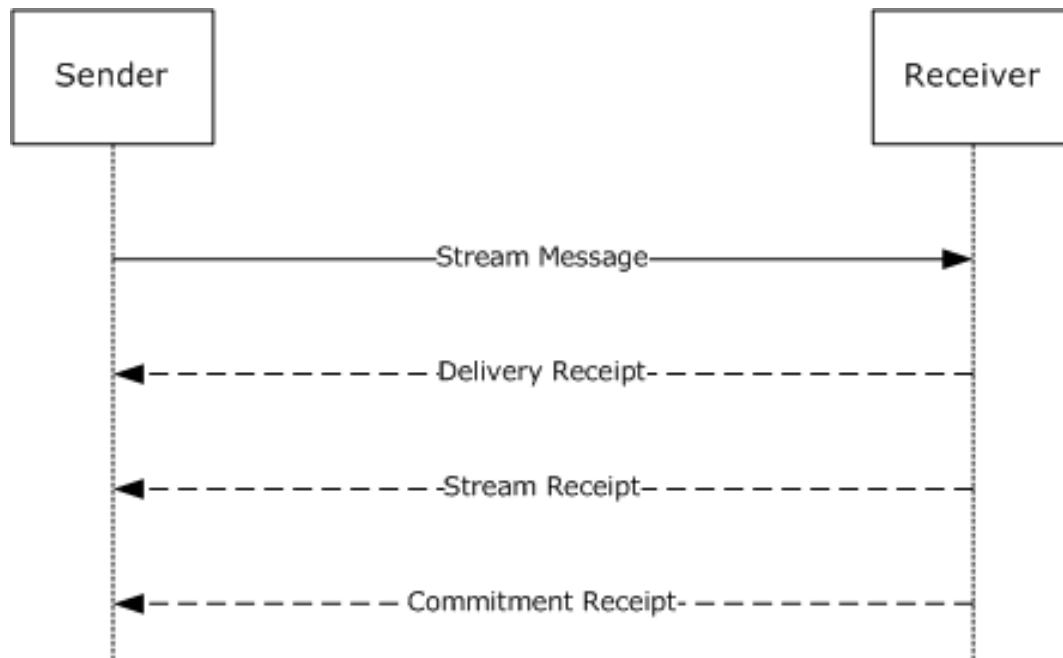 Sender
Receiver
Stream Message
Delivery Receipt
Stream Receipt
Commitment Receipt